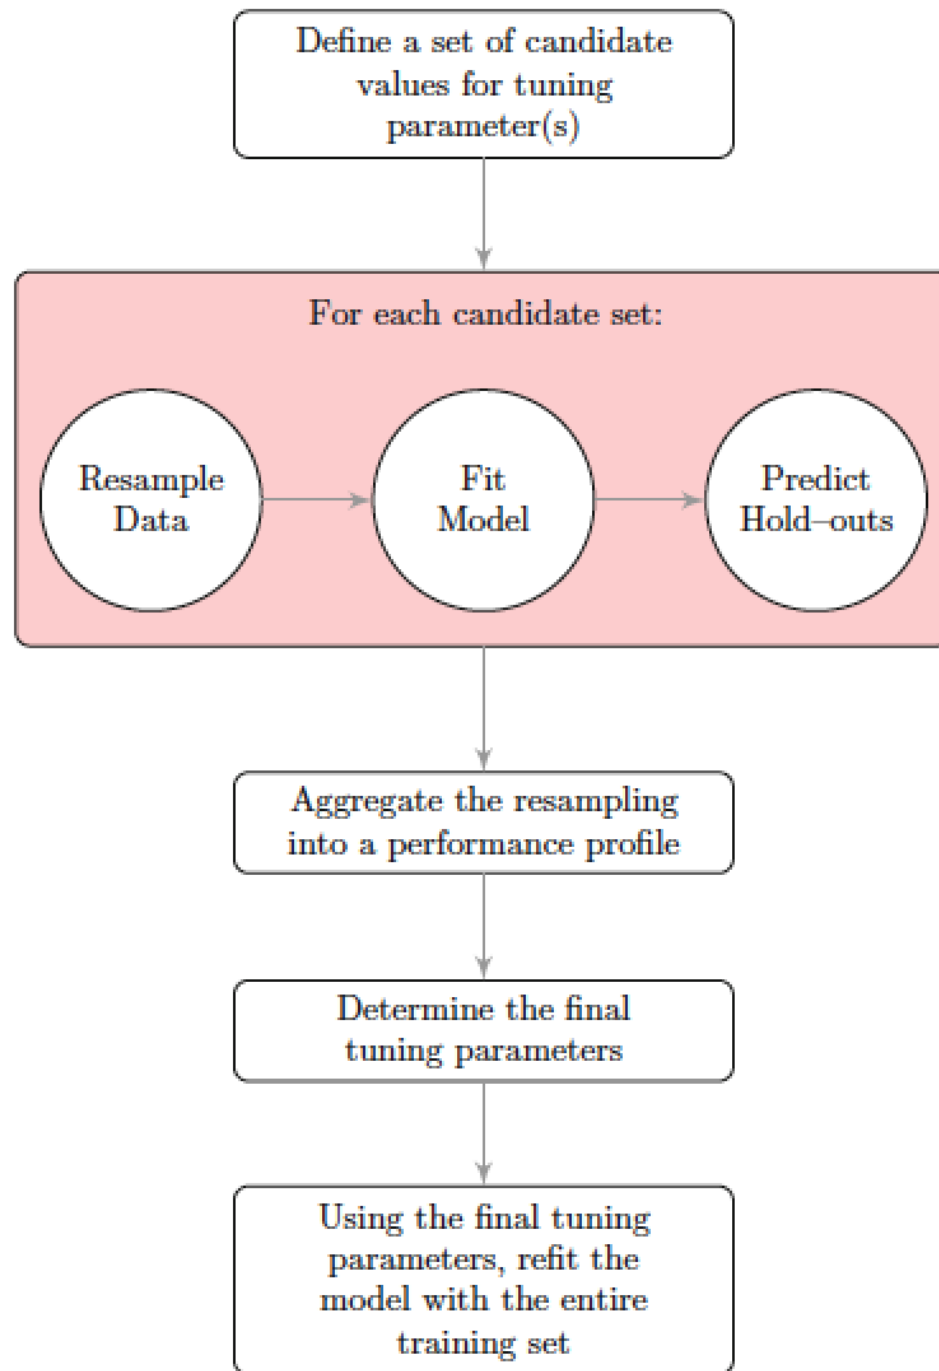 Define a set of candidate
values for tuning
parameter(s)
For each candidate set:
Resample
Data
Fit
Model
Predict
Hold–outs
Aggregate the resampling
into a performance profile
Determine the final
tuning parameters
Using the final tuning
parameters, refit the
model with the entire
training set